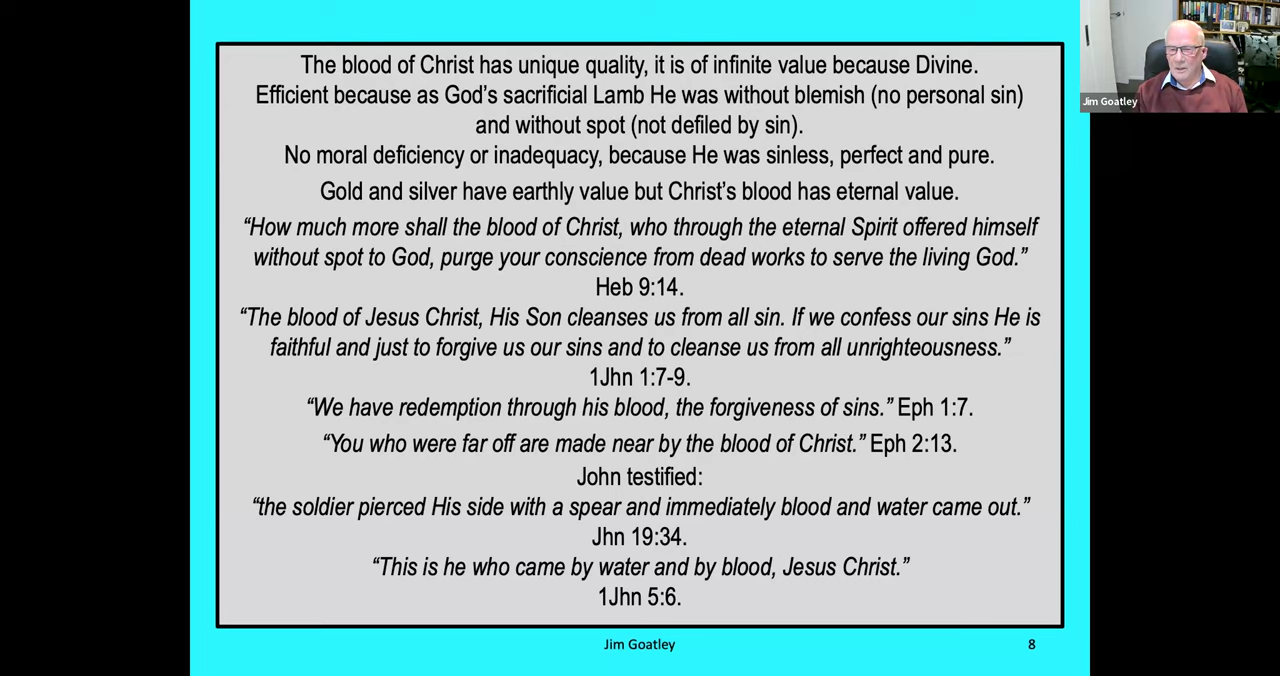 The blood of Christ has unique quality, it is of infinite value because Divine.
Efficient because as God’s sacrificial Lamb He was without blemish (no personal sin)
and without spot (not defiled by sin).
No moral deficiency or inadequacy, because He was sinless, perfect and pure.
Gold and silver have earthly value but Christ’s blood has eternal value.
“How much more shall the blood of Christ, who through the eternal Spirit offered himself
without spot to God, purge your conscience from dead works to serve the living God.”
Heb 9:14.
“The blood of Jesus Christ, His Son cleanses us from all sin. If we confess our sins He is
faithful and just to forgive us our sins and to cleanse us from all unrighteousness.”
1Jhn 1:7-9.
“We have redemption through his blood, the forgiveness of sins.” Eph 1:7.
“You who were far off are made near by the blood of Christ.” Eph 2:13.
John testified:
“the soldier pierced His side with a spear and immediately blood and water came out.”
Jhn 19:34.
“This is he who came by water and by blood, Jesus Christ.”
1Jhn 5:6.
Jim Goatley
8
Jim Goatley